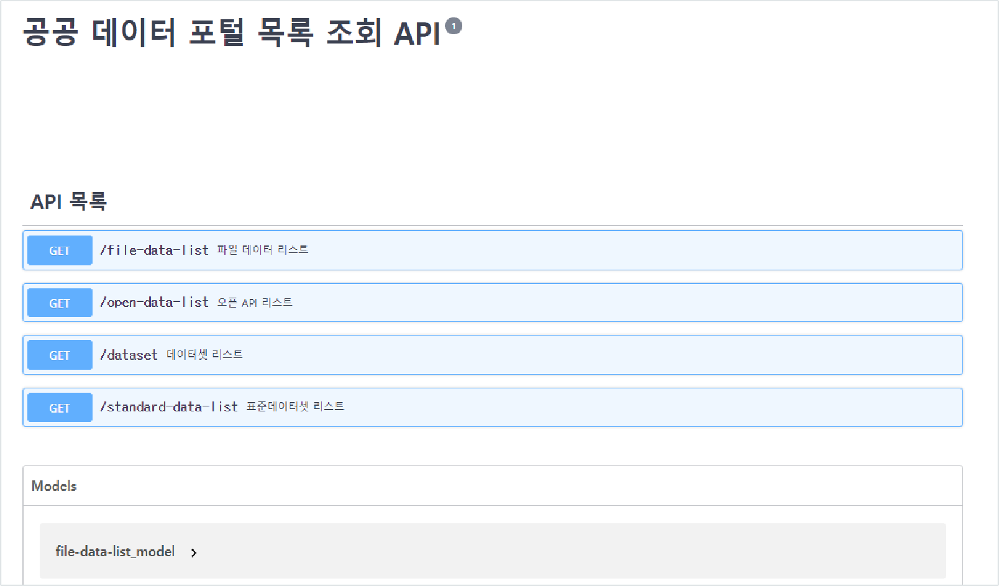 공공 데이터 포털 목록 조회 API 1
API 목록
GET /file-data-list 파일 데이터 리스트
GET /open-data-list 오픈 API 리스트
GET /dataset 데이터셋 리스트
GET /standard-data-list 표준데이터셋 리스트
Models
file-data-list_model